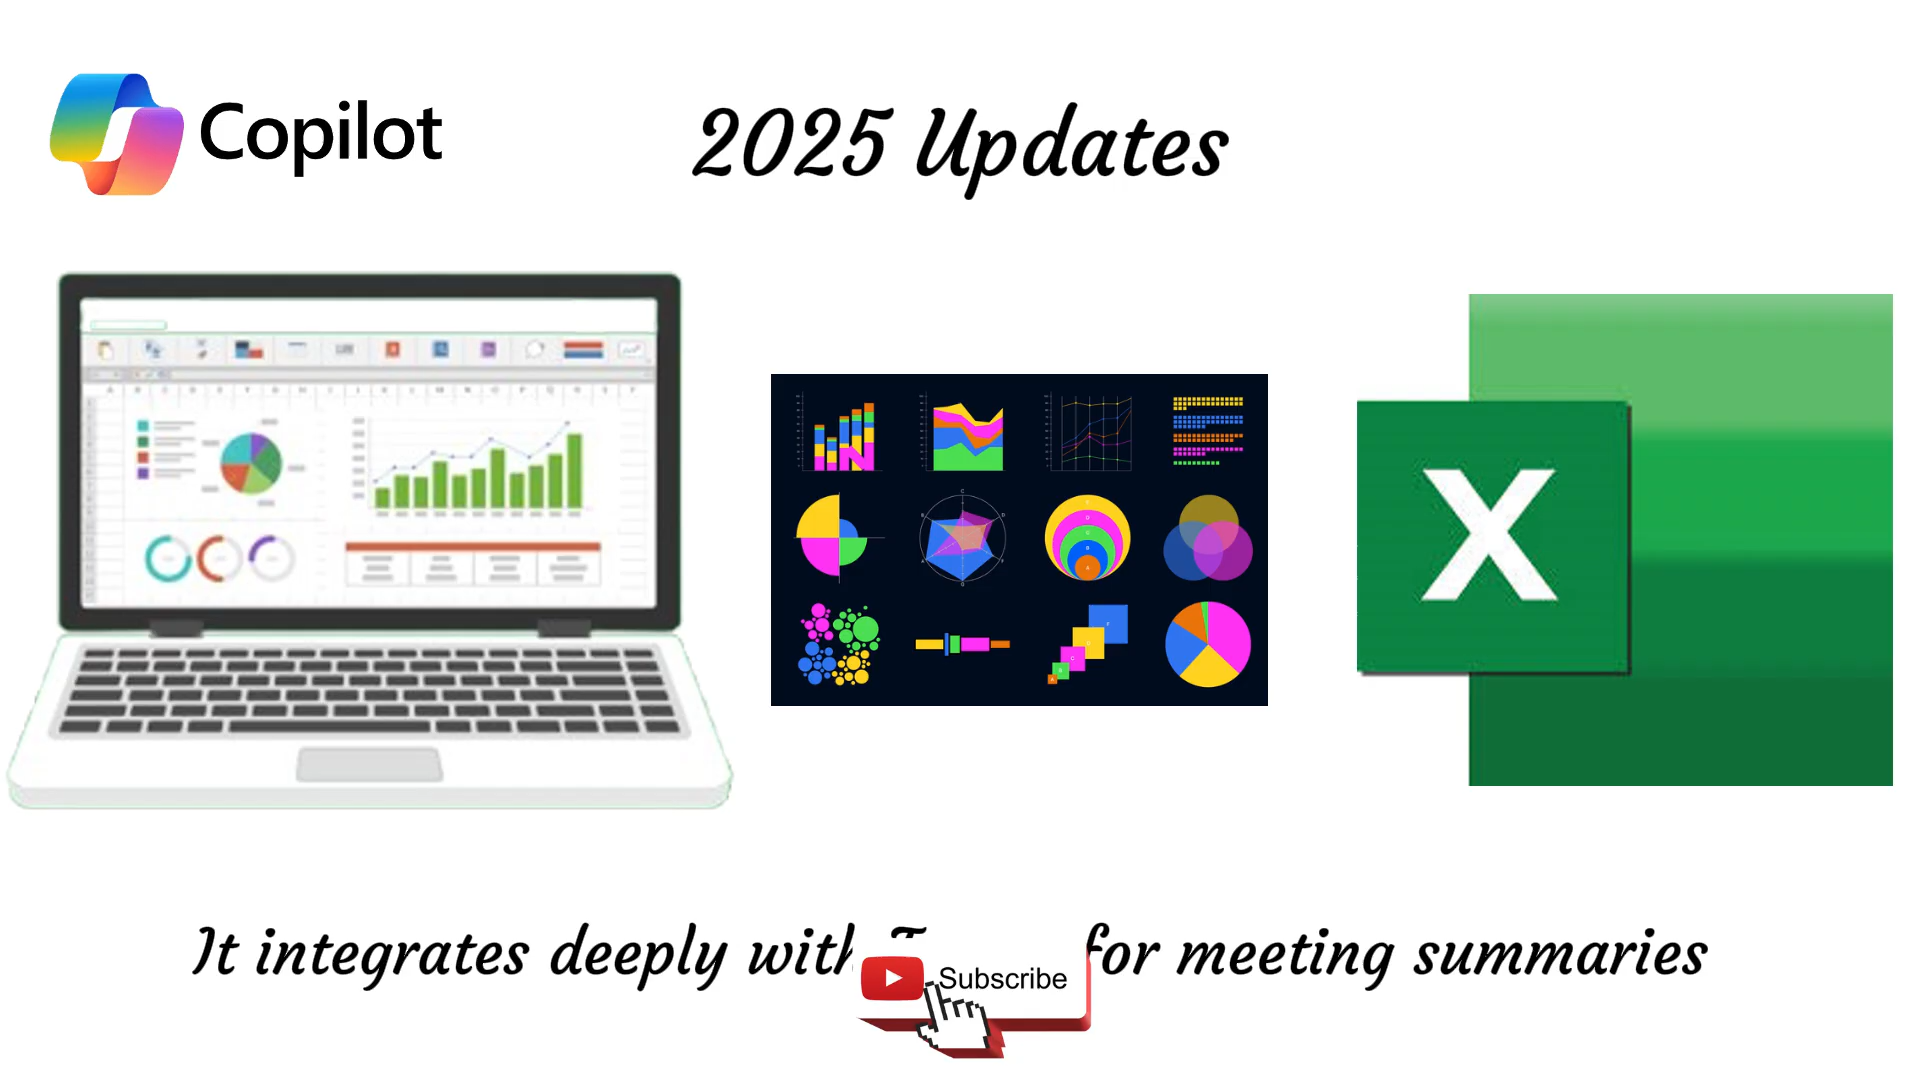 Copilot
2025 Updates
X
It integrates deeply with for meeting summaries
Subscribe